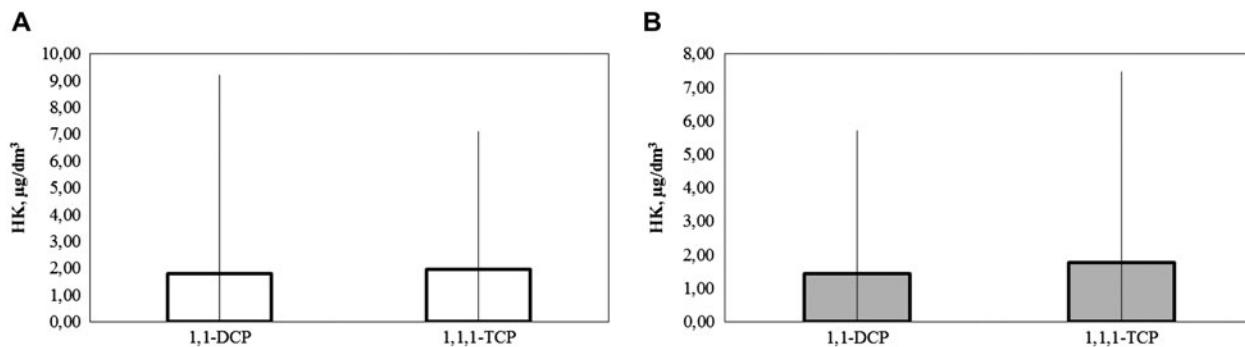 A
HK, µg/dm³
10,00
9,00
8,00
7,00
6,00
5,00
4,00
3,00
2,00
1,00
0,00
1,1-DCP
1,1,1-TCP
B
HK, µg/dm³
8,00
7,00
6,00
5,00
4,00
3,00
2,00
1,00
0,00
1,1-DCP
1,1,1-TCP